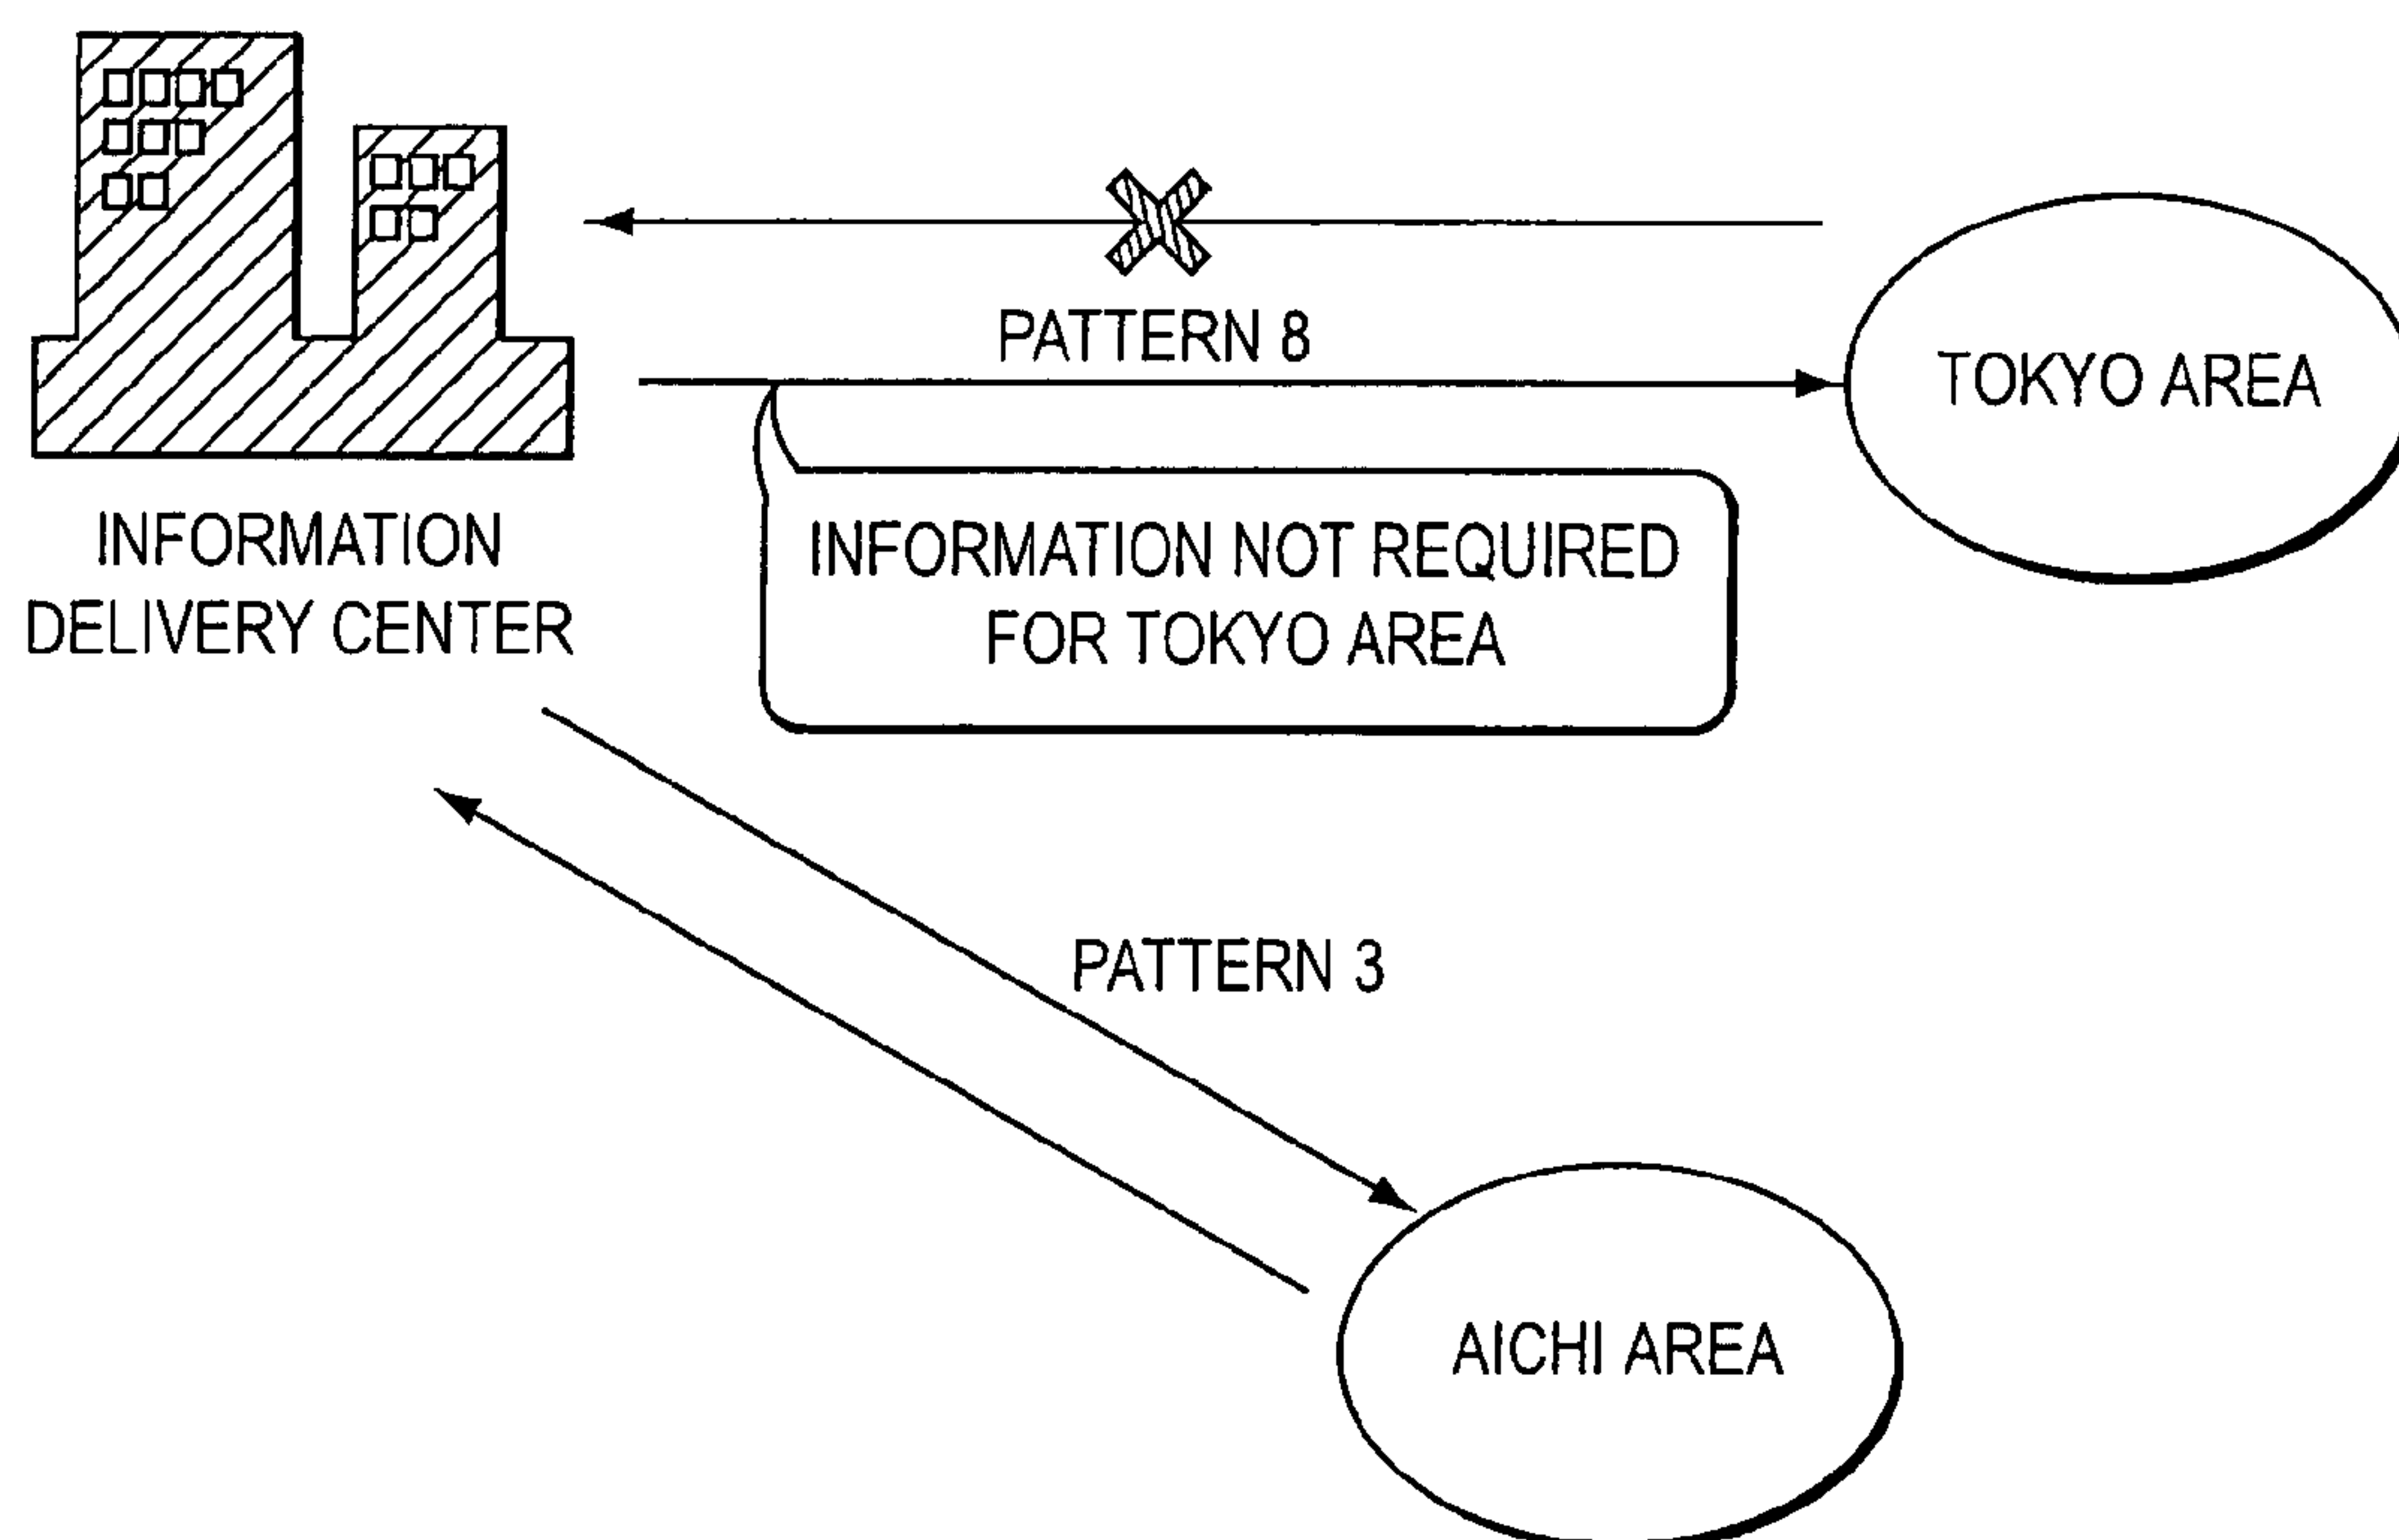 PATTERN 8
TOKYO AREA
INFORMATION
DELIVERY CENTER
INFORMATION NOT REQUIRED
FOR TOKYO AREA
PATTERN 3
AICHI AREA